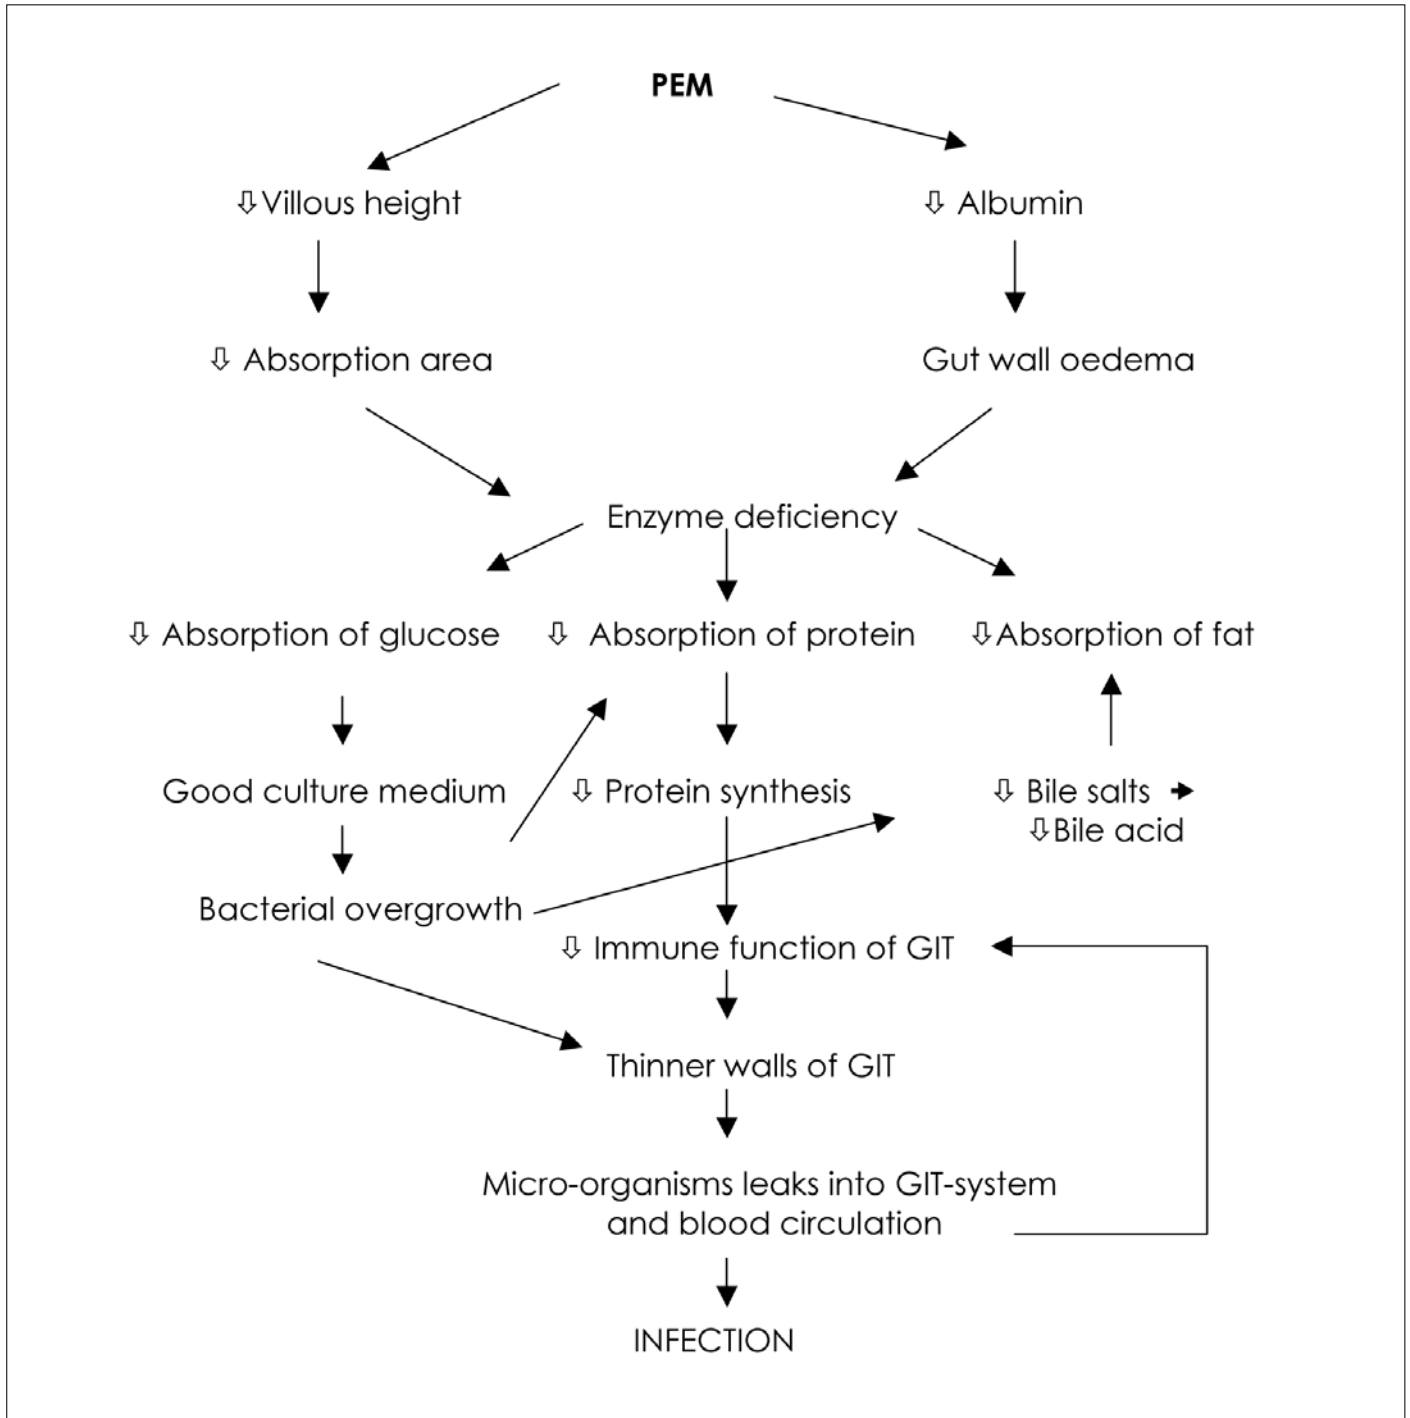 PEM
⇩Villous height
⇩ Albumin
⇩ Absorption area
Gut wall oedema
Enzyme deficiency
⇩ Absorption of glucose
⇩ Absorption of protein
⇩Absorption of fat
Good culture medium
⇩ Protein synthesis
⇩ Bile salts
⇩Bile acid
Bacterial overgrowth
⇩ Immune function of GIT
Thinner walls of GIT
Micro-organisms leaks into GIT-system
and blood circulation
INFECTION